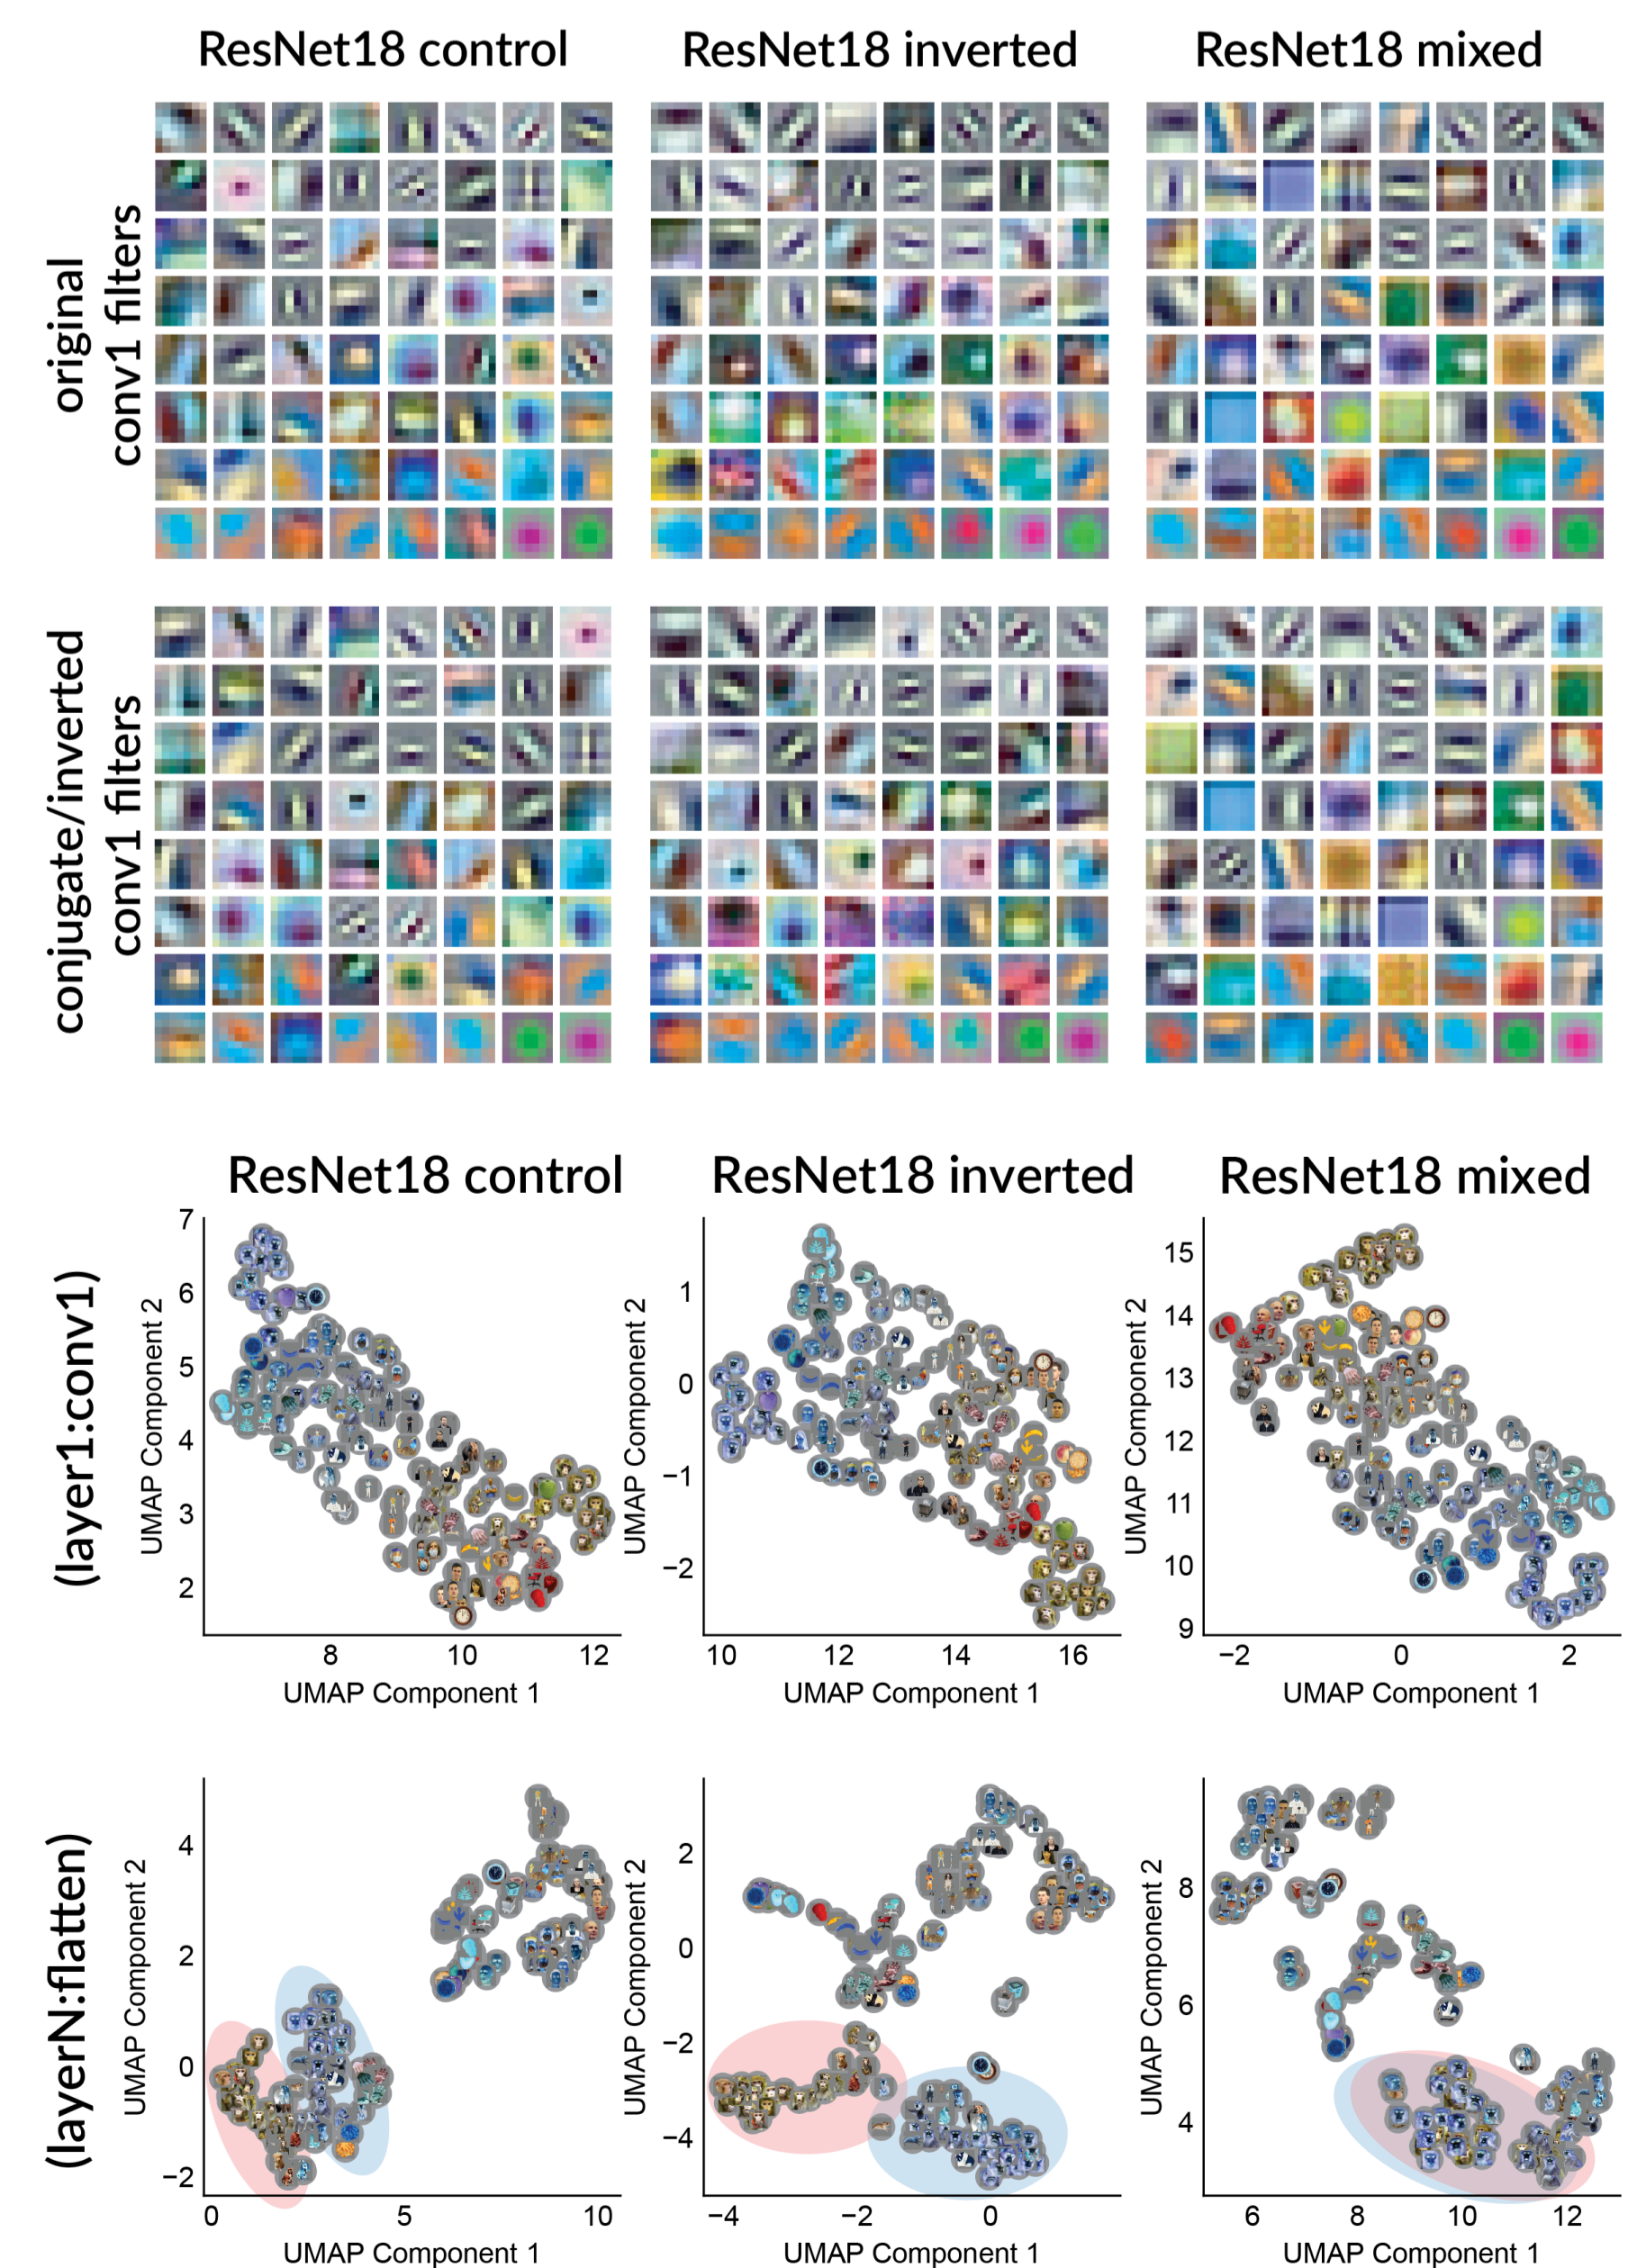 ResNet18 control
ResNet18 inverted
ResNet18 mixed
original
conv1 filters
conjugate/inverted
conv1 filters
ResNet18 control
ResNet18 inverted
ResNet18 mixed
(layer1:conv1)
UMAP Component 2
7
6
5
4
3
2
8
10
12
UMAP Component 1
UMAP Component 2
1
0
−1
−2
10
12
14
16
UMAP Component 1
UMAP Component 2
15
14
13
12
11
10
9
−2
0
2
UMAP Component 1
(layerN:flatten)
UMAP Component 2
4
2
0
−2
0
5
10
UMAP Component 1
UMAP Component 2
2
0
−2
−4
−4
−2
0
UMAP Component 1
UMAP Component 2
8
6
4
6
8
10
12
UMAP Component 1